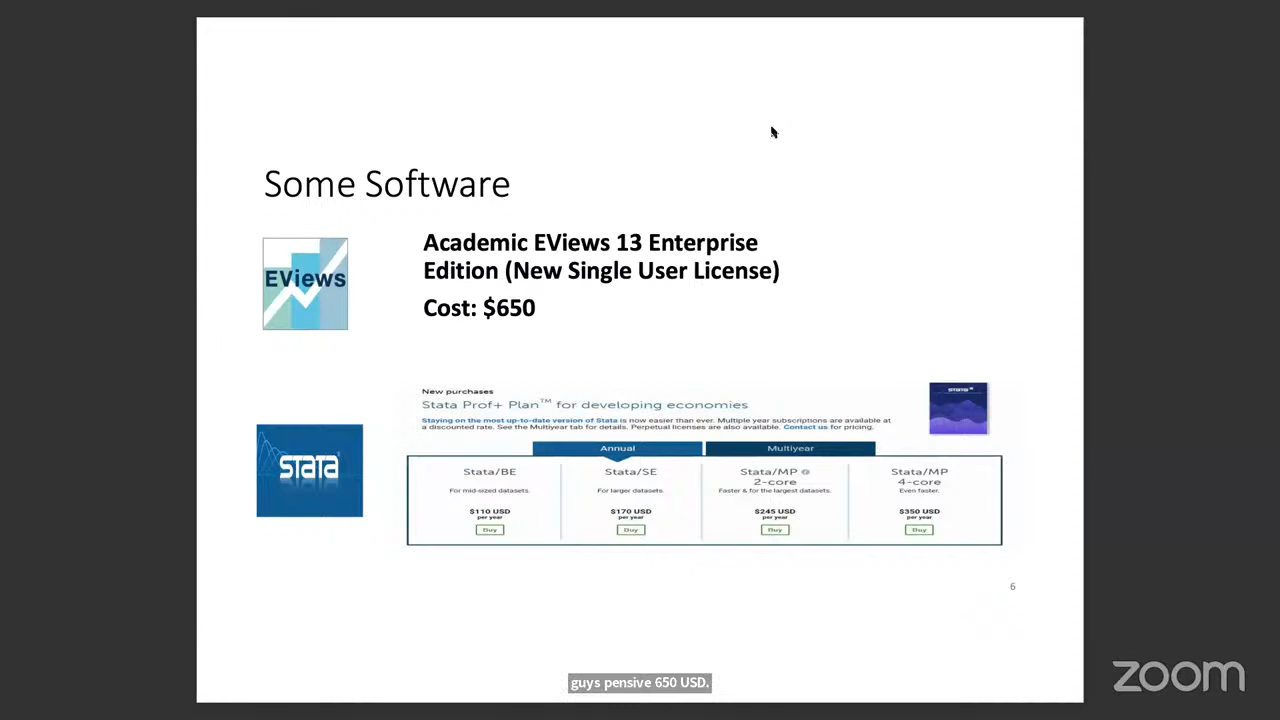 Some Software
EViews
Academic EViews 13 Enterprise
Edition (New Single User License)
Cost: $650
New purchases
Stata Prof+ Plan™ for developing economies
Staying on the most up-to-date version of Stata is now easier than ever. Multiple year subscriptions are available at
a discounted rate. See the Multiyear tab for details. Perpetual licenses are also available. Contact us for pricing.
STATA
Annual
Multiyear
Stata/BE
For mid-sized datasets.
$110 USD
per year
Buy
Stata/SE
For larger datasets.
$170 USD
per year
Buy
Stata/MP
2-core
Faster & for the largest datasets.
$245 USD
per year
Buy
Stata/MP
4-core
Even faster.
$350 USD
per year
Buy
6
guys pensive 650 USD.
zoom